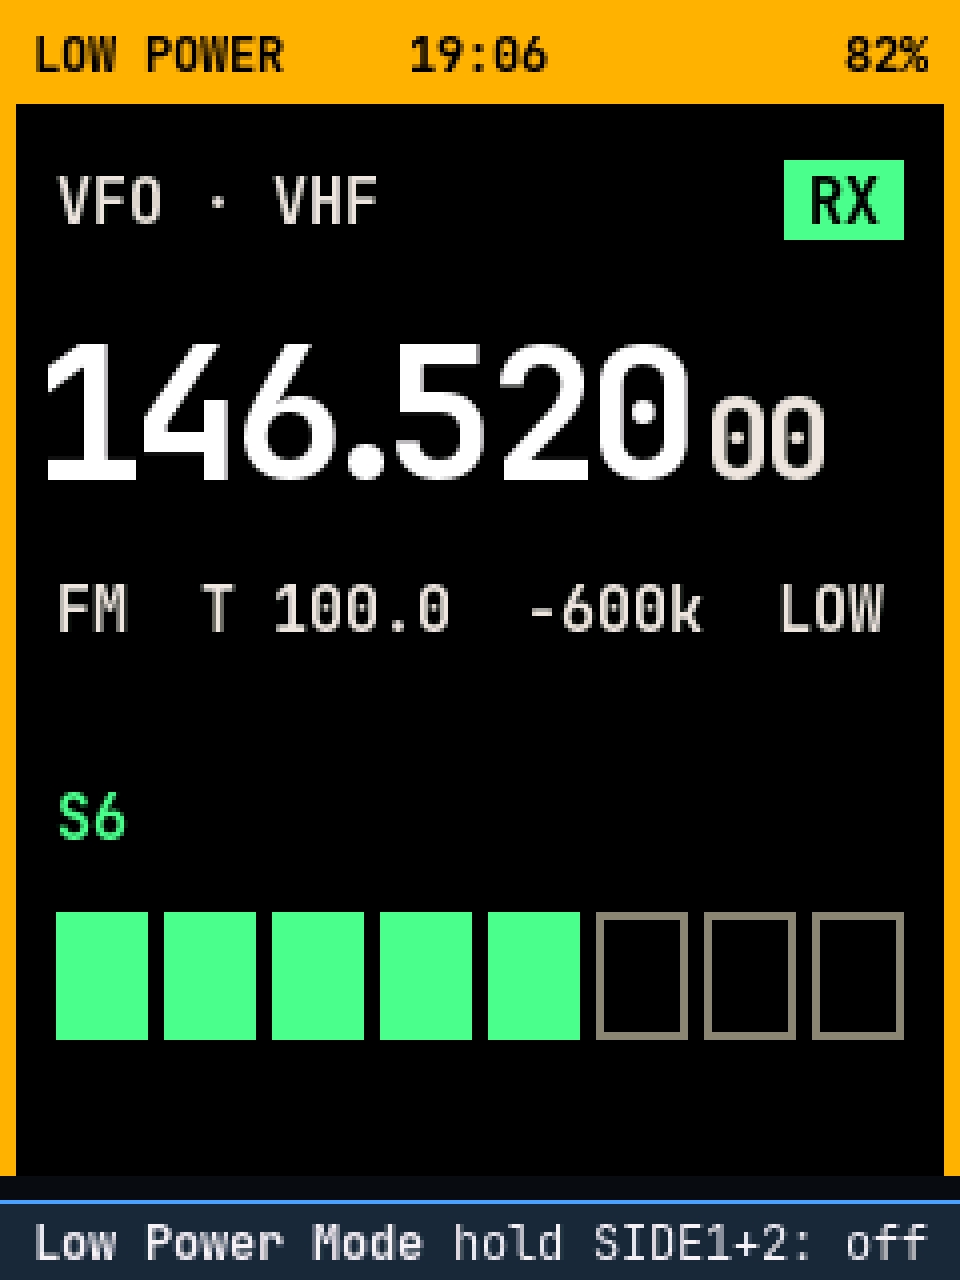 LOW POWER 19:06 82%
VFO · VHF RX
146.52000
FM T 100.0 -600k LOW
S6
Low Power Mode hold SIDE1+2: off